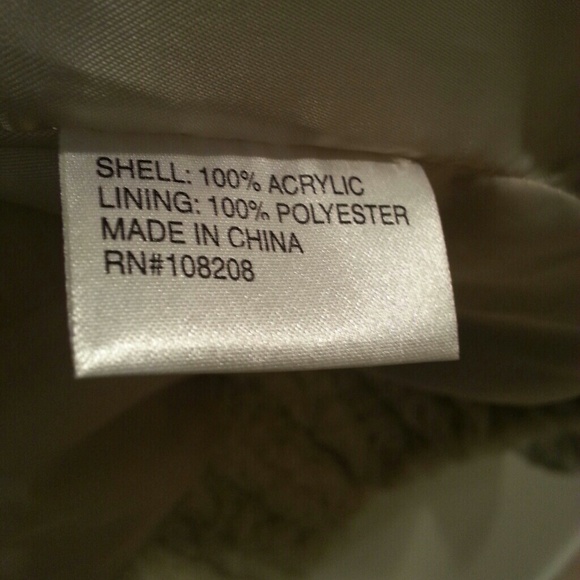 SHELL: 100% ACRYLIC
LINING: 100% POLYESTER
MADE IN CHINA
RN#108208